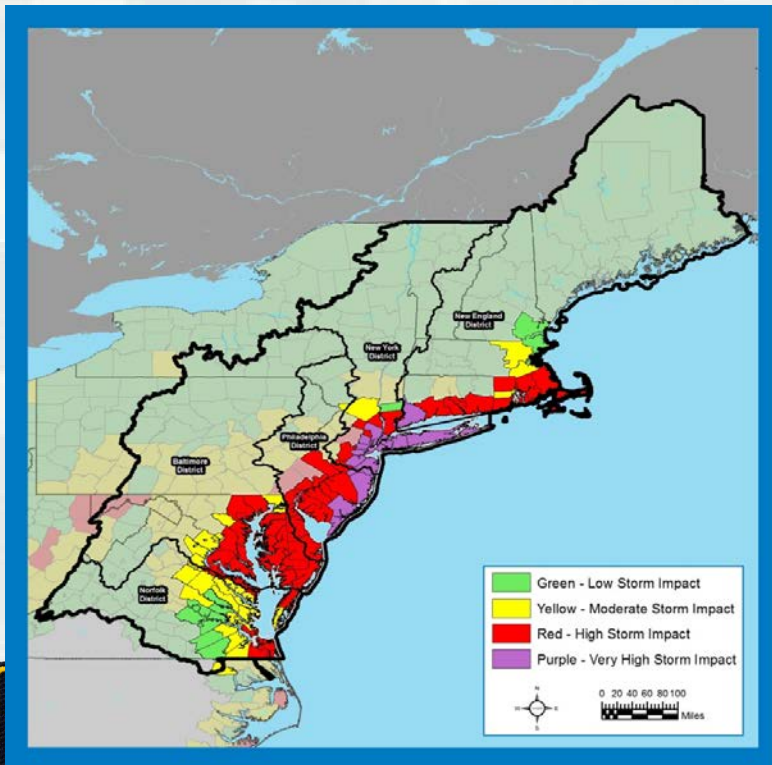 New England
District
New York
District
Philadelphia
District
Baltimore
District
Norfolk
District
Green - Low Storm Impact
Yellow - Moderate Storm Impact
Red - High Storm Impact
Purple - Very High Storm Impact
N
W
E
S
0 20 40 60 80 100
Miles